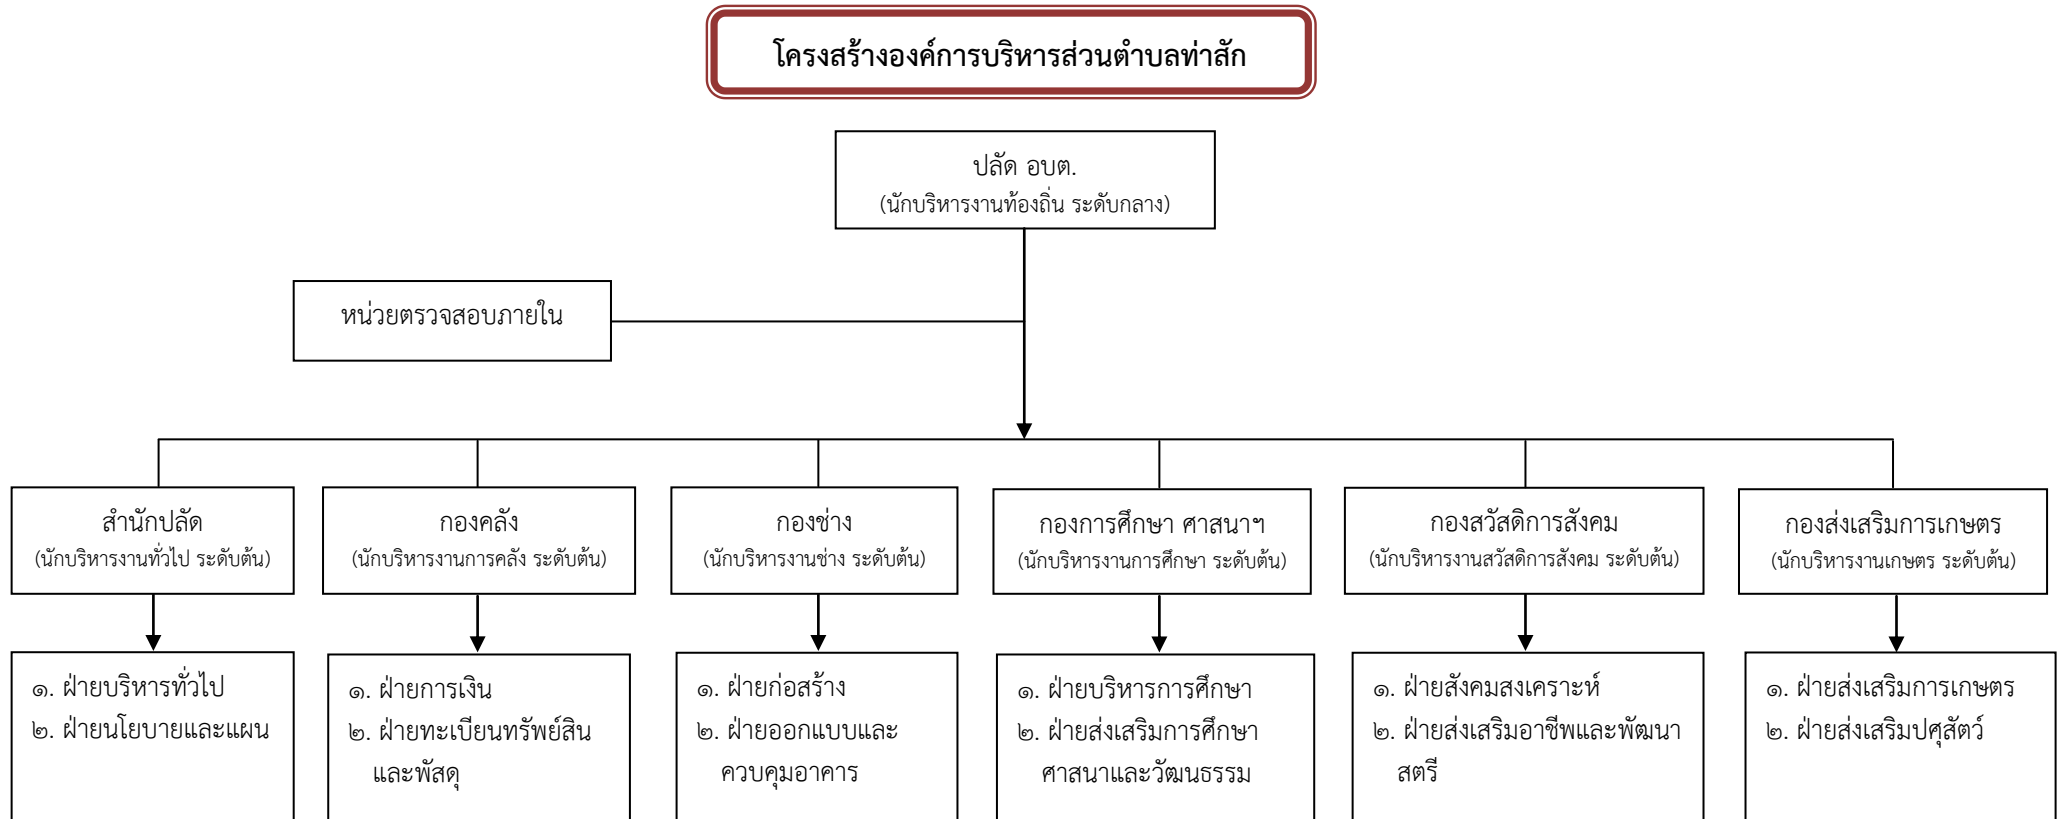 โครงสร้างองค์การบริหารส่วนตำบลท่าสัก
ปลัด อบต.
(นักบริหารงานท้องถิ่น ระดับกลาง)
หน่วยตรวจสอบภายใน
สำนักปลัด
(นักบริหารงานทั่วไป ระดับต้น)
กองคลัง
(นักบริหารงานการคลัง ระดับต้น)
กองช่าง
(นักบริหารงานช่าง ระดับต้น)
กองการศึกษา ศาสนาฯ
(นักบริหารงานการศึกษา ระดับต้น)
กองสวัสดิการสังคม
(นักบริหารงานสวัสดิการสังคม ระดับต้น)
กองส่งเสริมการเกษตร
(นักบริหารงานเกษตร ระดับต้น)
๑. ฝ่ายบริหารทั่วไป
๒. ฝ่ายนโยบายและแผน
๑. ฝ่ายการเงิน
๒. ฝ่ายทะเบียนทรัพย์สิน
และพัสดุ
๑. ฝ่ายก่อสร้าง
๒. ฝ่ายออกแบบและ
ควบคุมอาคาร
๑. ฝ่ายบริหารการศึกษา
๒. ฝ่ายส่งเสริมการศึกษา
ศาสนาและวัฒนธรรม
๑. ฝ่ายสังคมสงเคราะห์
๒. ฝ่ายส่งเสริมอาชีพและพัฒนา
สตรี
๑. ฝ่ายส่งเสริมการเกษตร
๒. ฝ่ายส่งเสริมปศุสัตว์